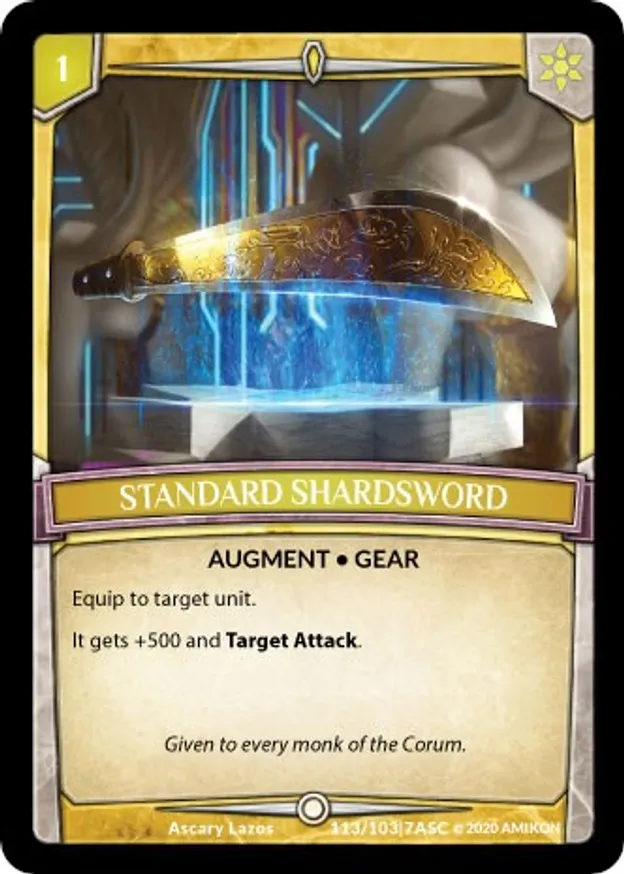 1
STANDARD SHARDSWORD
AUGMENT • GEAR
Equip to target unit.
It gets +500 and Target Attack.
Given to every monk of the Corum.
Ascary Lazos 113/103|7ASC © 2020 AMIKON